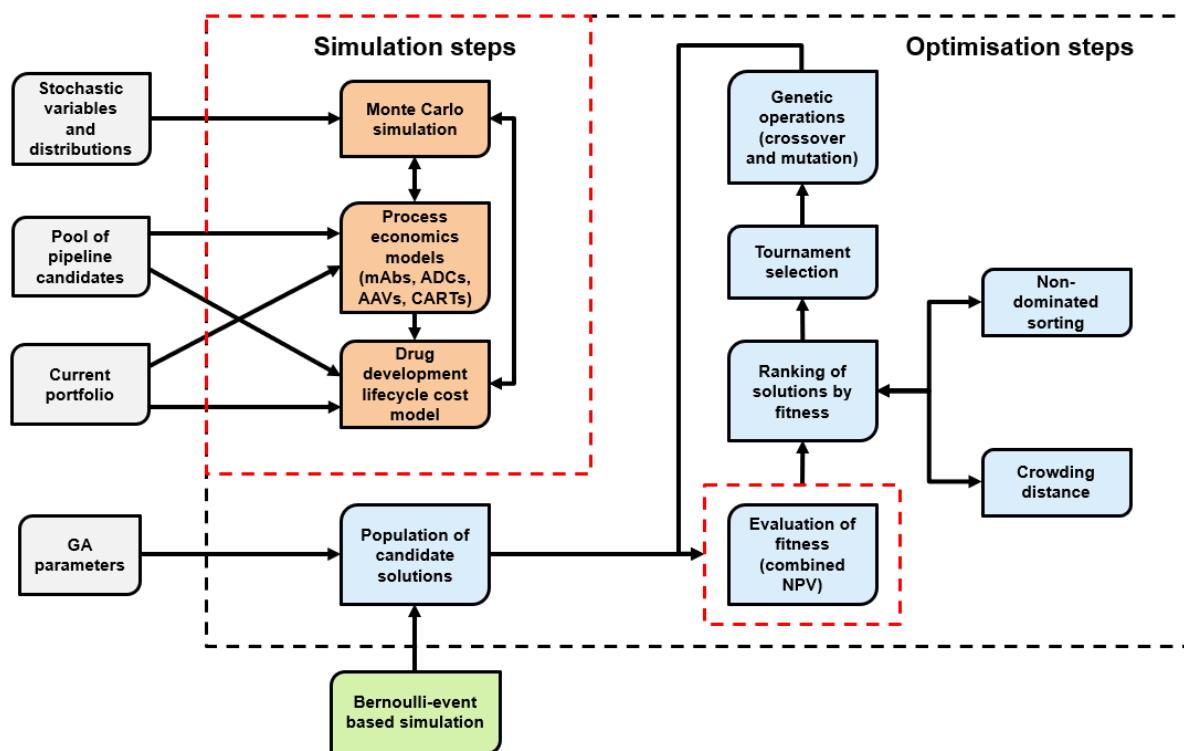 Simulation steps
Optimisation steps
Stochastic
variables
and
distributions
Monte Carlo
simulation
Genetic
operations
(crossover
and mutation)
Pool of
pipeline
candidates
Process
economics
models
(mAbs, ADCs,
AAVs, CARTs)
Tournament
selection
Non-
dominated
sorting
Current
portfolio
Drug
development
lifecycle cost
model
Ranking
of solutions by
fitness
Crowding
distance
GA
parameters
Population of
candidate
solutions
Evaluation of
fitness
(combined
NPV)
Bernoulli-event
based simulation